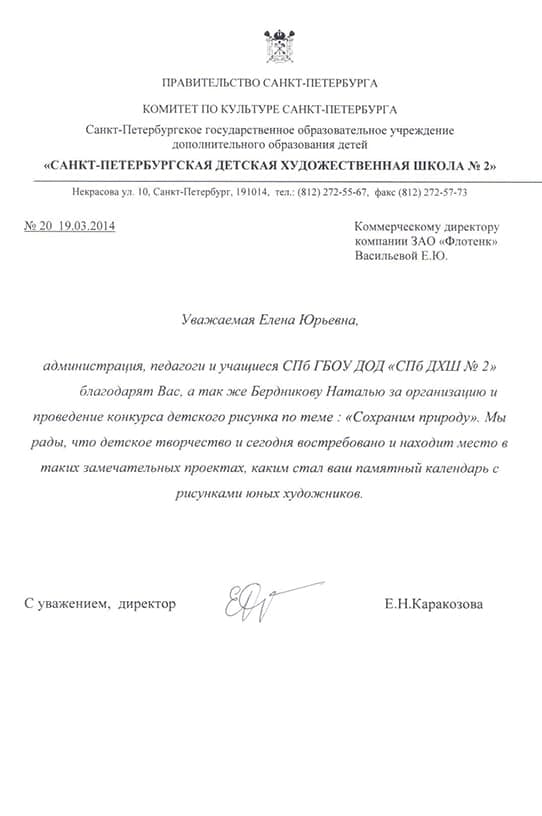 ПРАВИТЕЛЬСТВО САНКТ-ПЕТЕРБУРГА
КОМИТЕТ ПО КУЛЬТУРЕ САНКТ-ПЕТЕРБУРГА
Санкт-Петербургское государственное образовательное учреждение
дополнительного образования детей
«САНКТ-ПЕТЕРБУРГСКАЯ ДЕТСКАЯ ХУДОЖЕСТВЕННАЯ ШКОЛА № 2»
Некрасова ул. 10, Санкт-Петербург, 191014, тел.: (812) 272-55-67, факс (812) 272-57-73
№ 20 19.03.2014
Коммерческому директору
компании ЗАО «Флотенк»
Васильевой Е.Ю.
Уважаемая Елена Юрьевна,
администрация, педагоги и учащиеся СПб ГБОУ ДОД «СПб ДХШ № 2»
благодарят Вас, а так же Бердникову Наталью за организацию и
проведение конкурса детского рисунка по теме : «Сохраним природу». Мы
рады, что детское творчество и сегодня востребовано и находит место в
таких замечательных проектах, каким стал ваш памятный календарь с
рисунками юных художников.
С уважением, директор
Е.Н.Каракозова